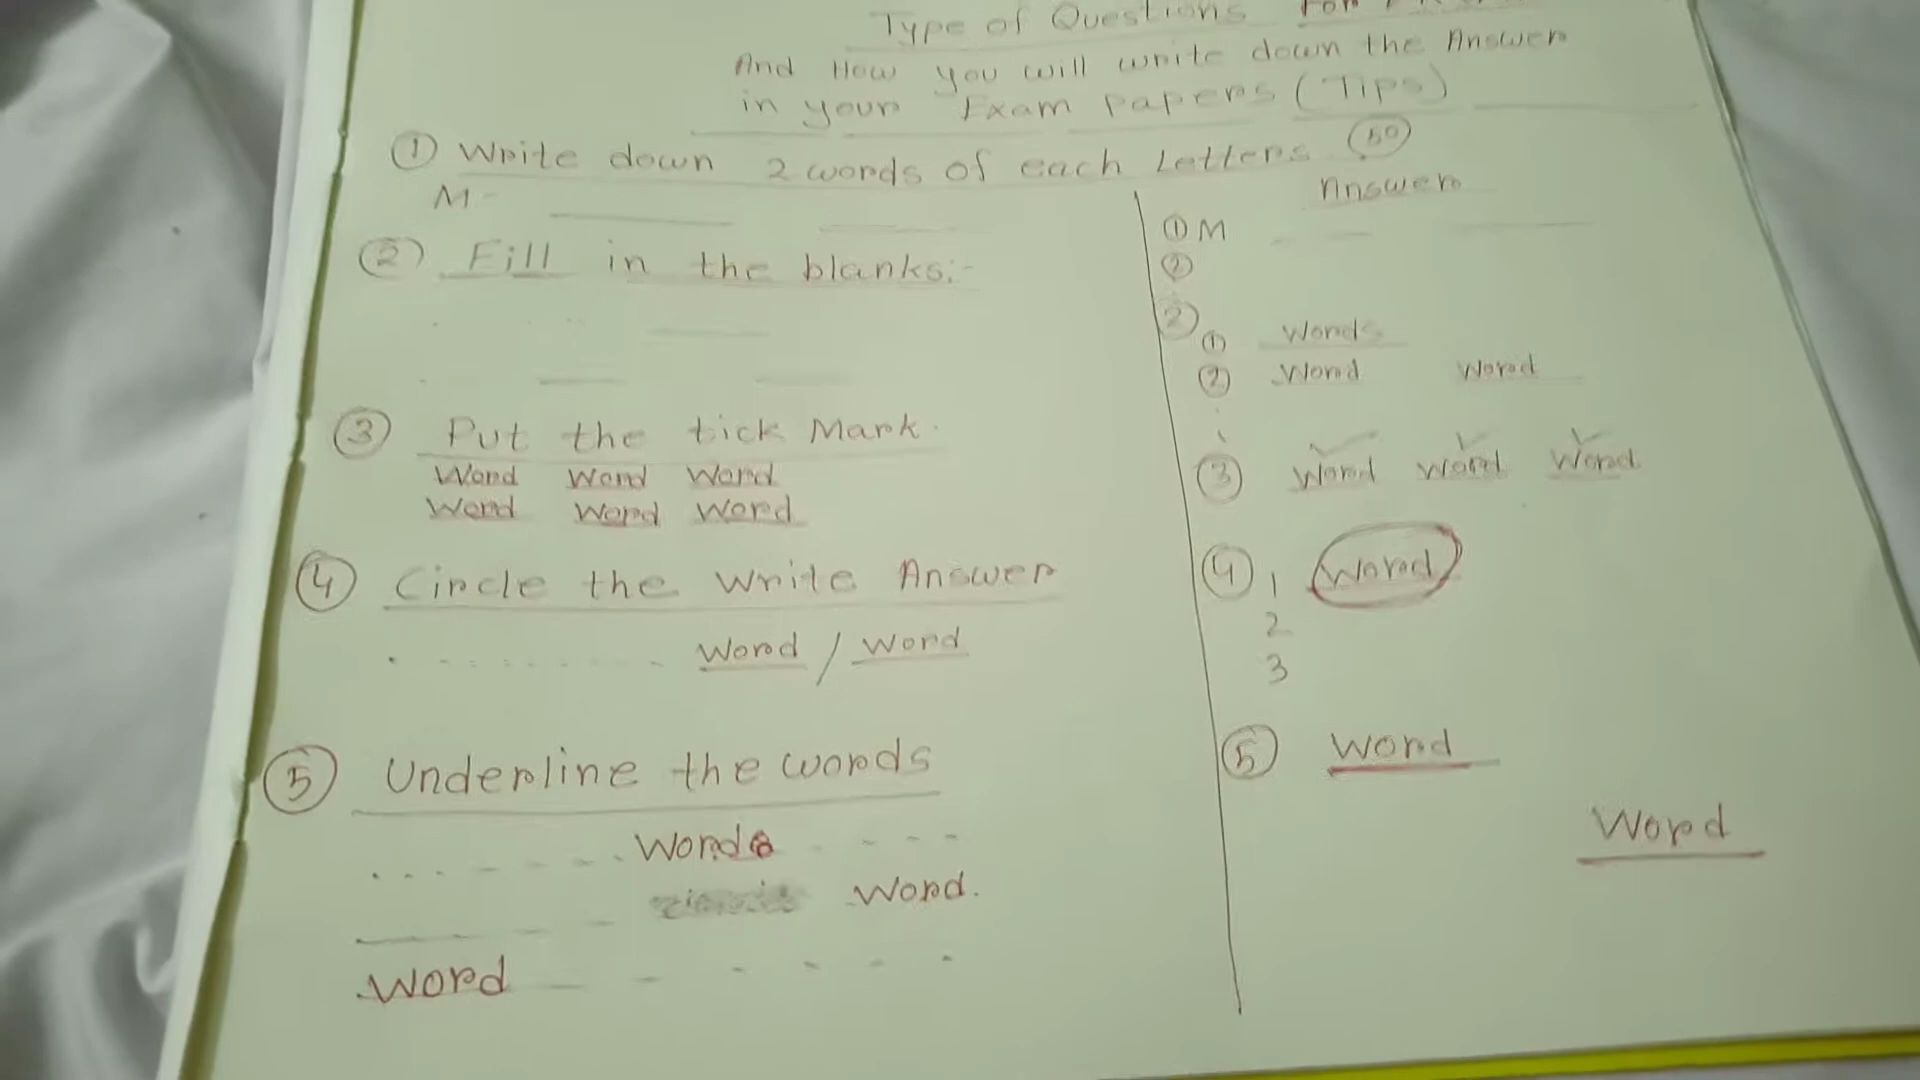 Type of Questions For
And How you will write down the Answer
in your Exam papers (Tips)
① Write down 2 words of each Letters. 50
M -
② Fill in the blanks:-
③ Put the tick Mark.
Word Word Word
Word Word Word
④ Circle the Write Answer
Word / Word
⑤ Underline the words
Word
Word.
Word
Answer
① M
②
②
① Words
② Word Word
③ Word Word Word
④ 1 Word
2
3
⑤ Word
Word